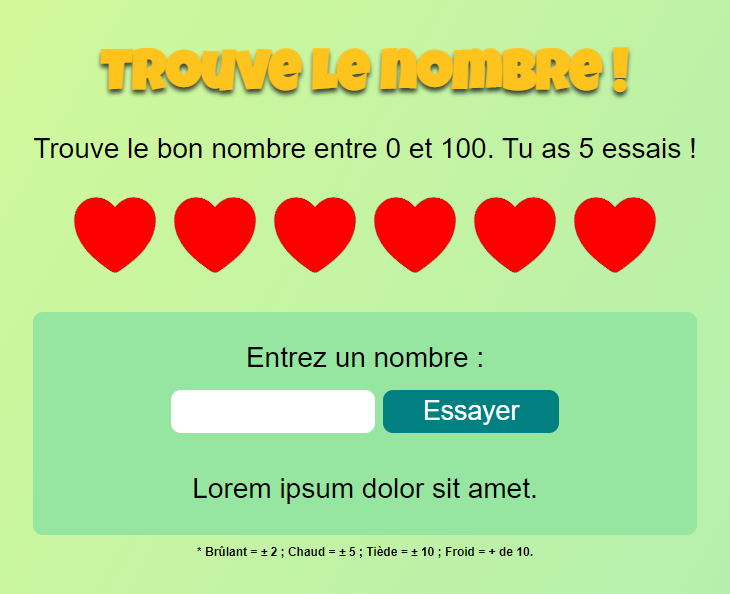 Trouve le nombre !
Trouve le bon nombre entre 0 et 100. Tu as 5 essais !
Entrez un nombre :
Essayer
Lorem ipsum dolor sit amet.
* Brûlant = ± 2 ; Chaud = ± 5 ; Tiède = ± 10 ; Froid = + de 10.